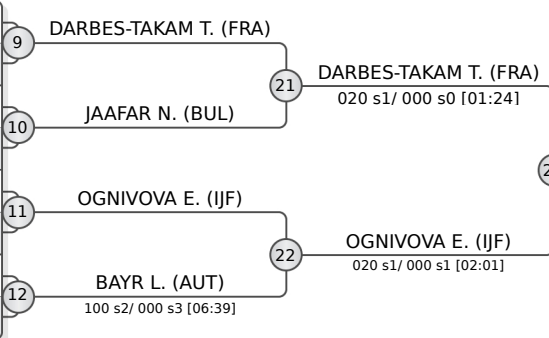 DARBES-TAKAM T. (FRA)
9
21
DARBES-TAKAM T. (FRA)
020 s1/ 000 s0 [01:24]
JAAFAR N. (BUL)
10
OGNIVOVA E. (IJF)
11
22
OGNIVOVA E. (IJF)
020 s1/ 000 s1 [02:01]
BAYR L. (AUT)
12
100 s2/ 000 s3 [06:39]